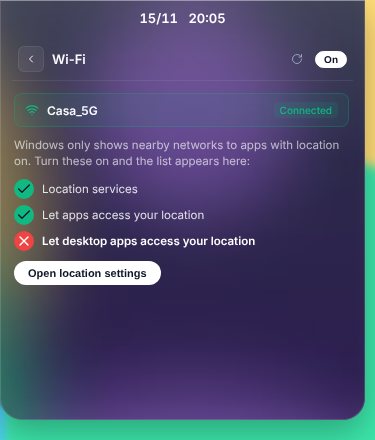 15/11 20:05
Wi-Fi
On
Casa_5G
Connected
Windows only shows nearby networks to apps with location
on. Turn these on and the list appears here:
Location services
Let apps access your location
Let desktop apps access your location
Open location settings